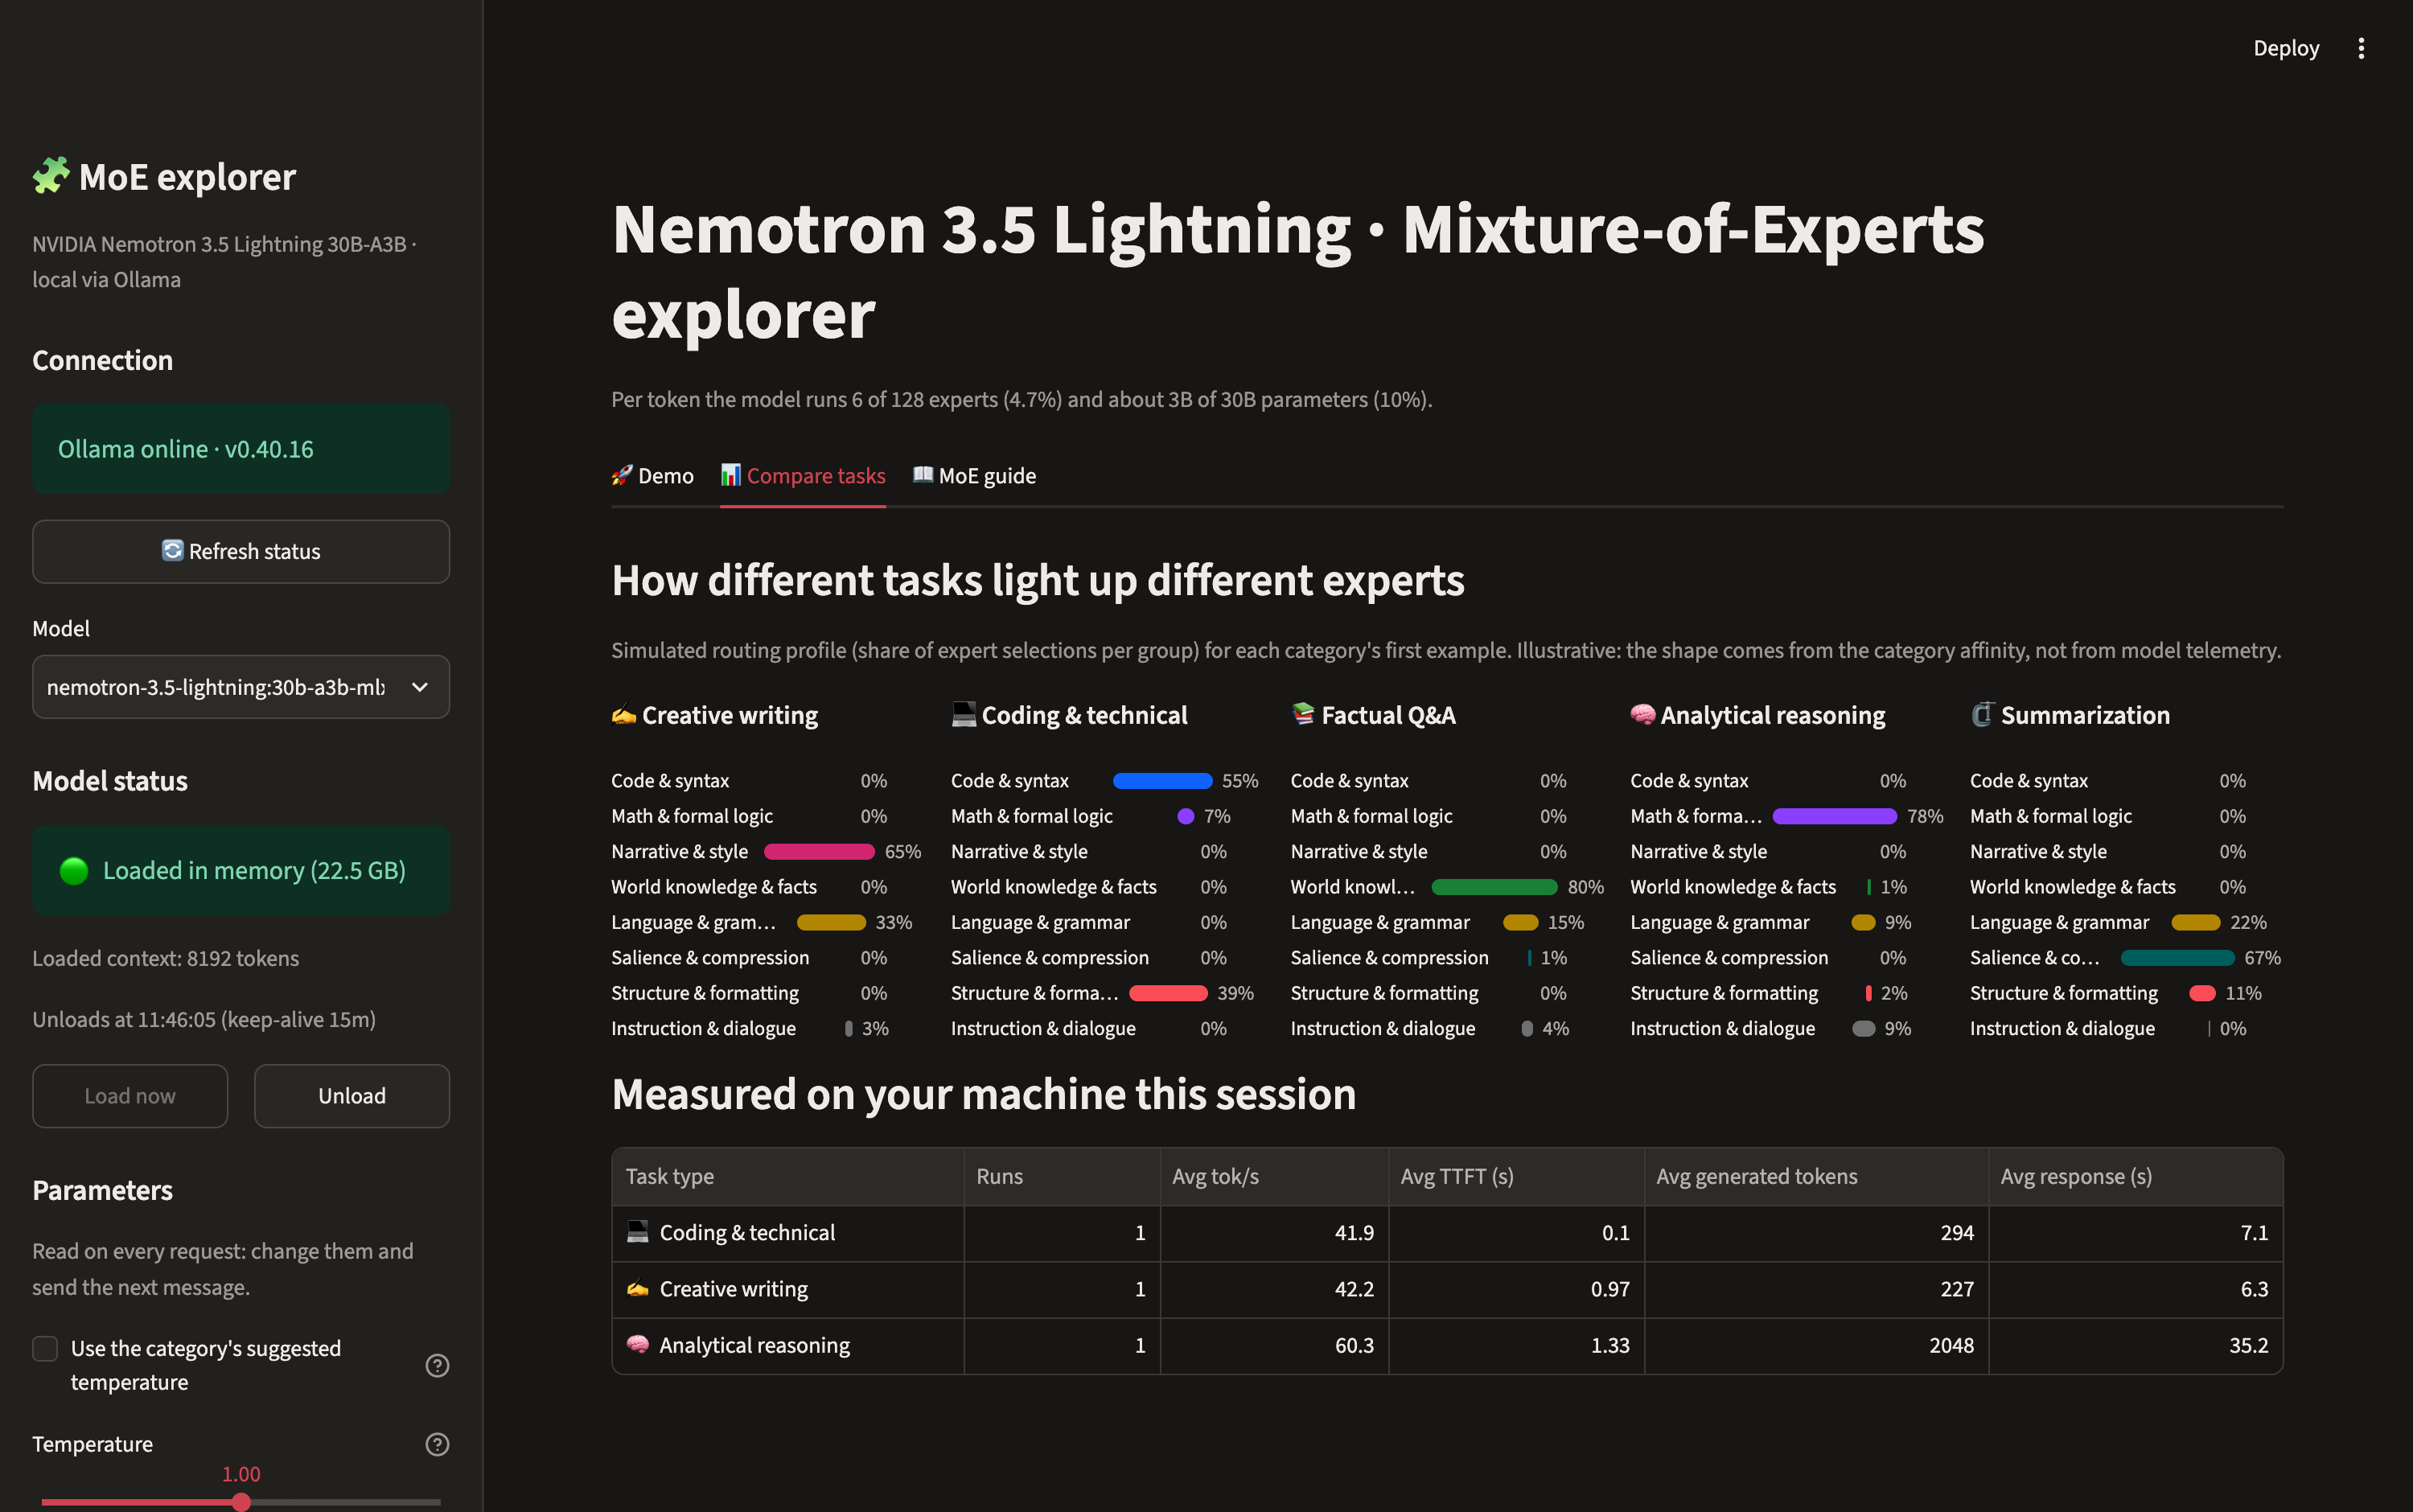 MoE explorer
NVIDIA Nemotron 3.5 Lightning 30B-A3B ·
local via Ollama
Connection
Ollama online · v0.40.16
Refresh status
Model
nemotron-3.5-lightning:30b-a3b-ml
Model status
Loaded in memory (22.5 GB)
Loaded context: 8192 tokens
Unloads at 11:46:05 (keep-alive 15m)
Load now
Unload
Parameters
Read on every request: change them and
send the next message.
Use the category's suggested
temperature
Temperature
1.00
Deploy
Nemotron 3.5 Lightning · Mixture-of-Experts
explorer
Per token the model runs 6 of 128 experts (4.7%) and about 3B of 30B parameters (10%).
Demo Compare tasks MoE guide
How different tasks light up different experts
Simulated routing profile (share of expert selections per group) for each category's first example. Illustrative: the shape comes from the category affinity, not from model telemetry.
Creative writing
Code & syntax 0%
Math & formal logic 0%
Narrative & style 65%
World knowledge & facts 0%
Language & gram… 33%
Salience & compression 0%
Structure & formatting 0%
Instruction & dialogue 3%
Coding & technical
Code & syntax 55%
Math & formal logic 7%
Narrative & style 0%
World knowledge & facts 0%
Language & grammar 0%
Salience & compression 0%
Structure & forma… 39%
Instruction & dialogue 0%
Factual Q&A
Code & syntax 0%
Math & formal logic 0%
Narrative & style 0%
World knowl… 80%
Language & grammar 15%
Salience & compression 1%
Structure & formatting 0%
Instruction & dialogue 4%
Analytical reasoning
Code & syntax 0%
Math & forma… 78%
Narrative & style 0%
World knowledge & facts 1%
Language & grammar 9%
Salience & compression 0%
Structure & formatting 2%
Instruction & dialogue 9%
Summarization
Code & syntax 0%
Math & formal logic 0%
Narrative & style 0%
World knowledge & facts 0%
Language & grammar 22%
Salience & co… 67%
Structure & formatting 11%
Instruction & dialogue 0%
Measured on your machine this session
Task type Runs Avg tok/s Avg TTFT (s) Avg generated tokens Avg response (s)
Coding & technical 1 41.9 0.1 294 7.1
Creative writing 1 42.2 0.97 227 6.3
Analytical reasoning 1 60.3 1.33 2048 35.2